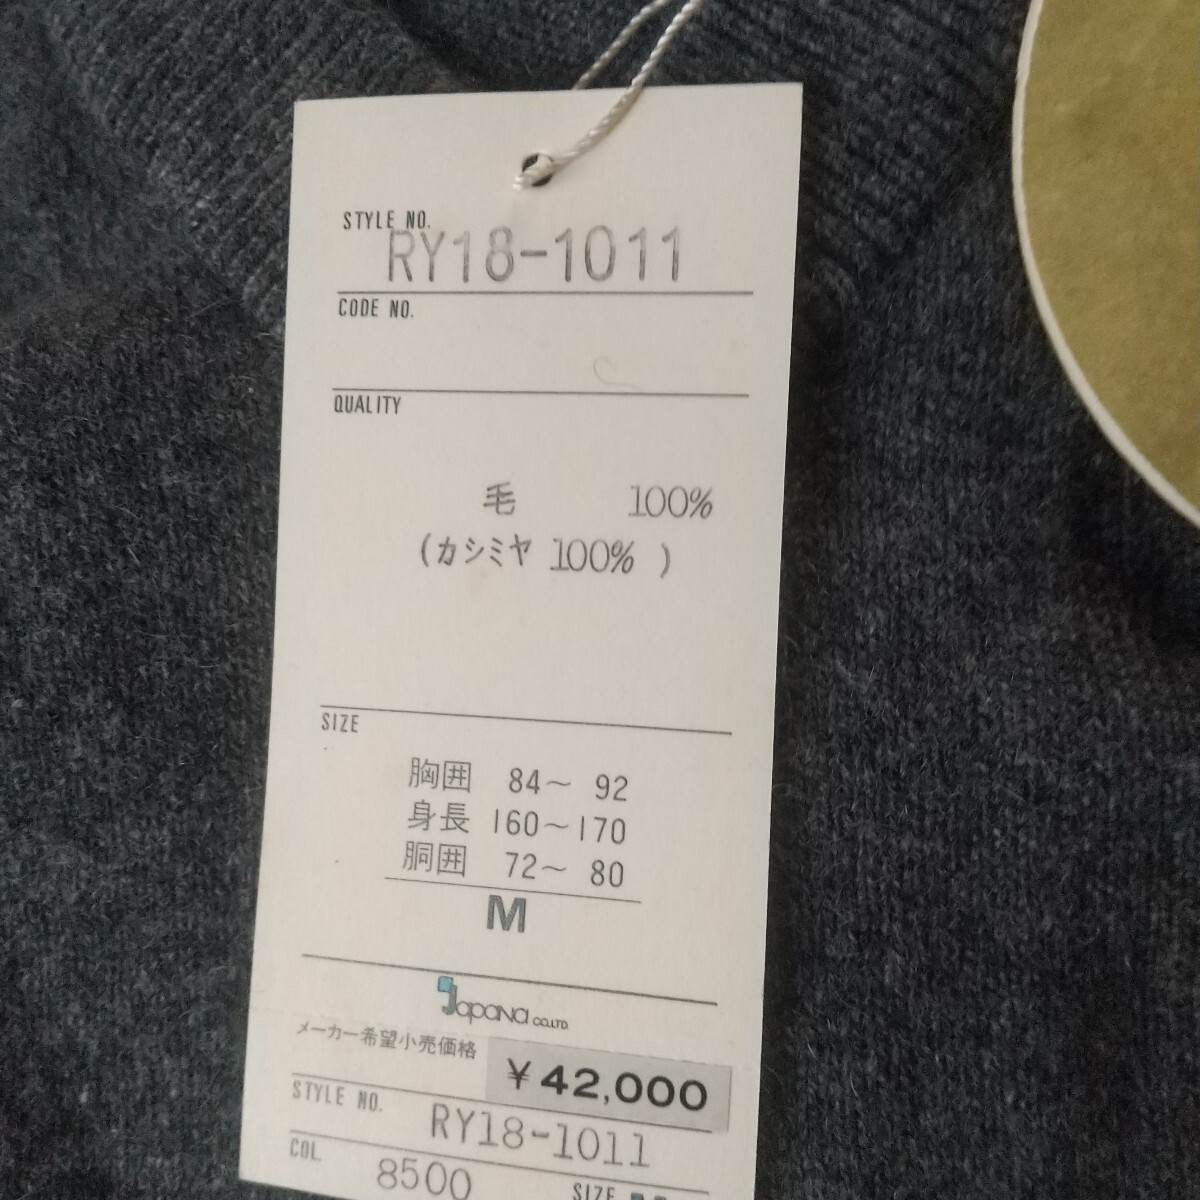 STYLE NO.
RY18-1011
CODE NO.
QUALITY
毛 100%
(カシミヤ 100% )
SIZE
胸囲 84～ 92
身長 160～170
胴囲 72～ 80
M
Japana CO.LTD.
メーカー希望小売価格
¥42,000
STYLE NO.
RY18-1011
COL.
8500
SIZE